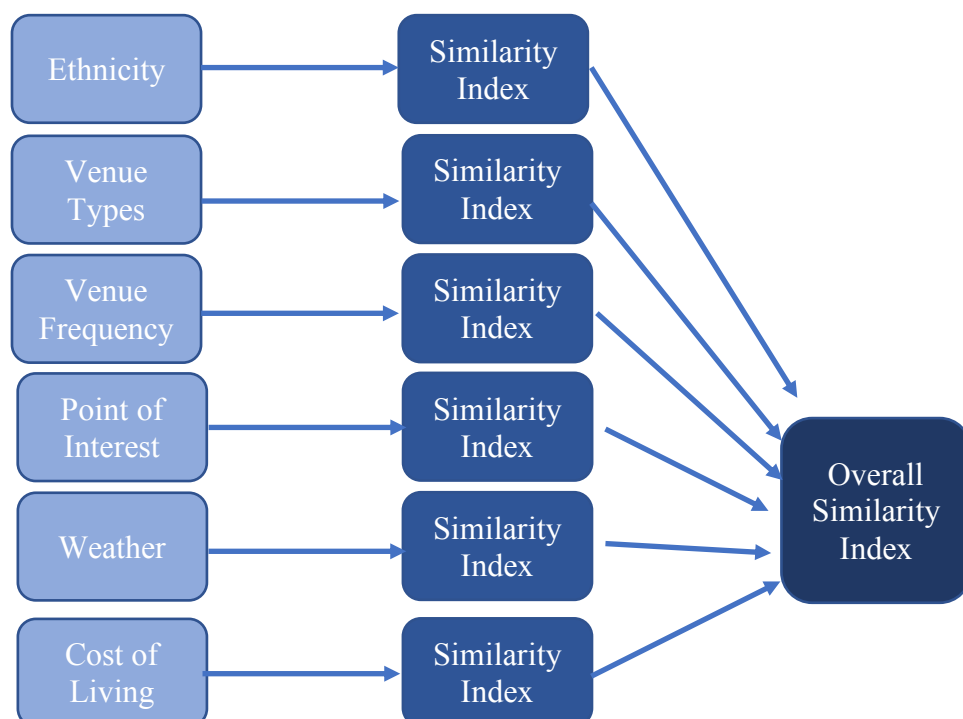 Ethnicity
Similarity
Index
Venue
Types
Similarity
Index
Venue
Frequency
Similarity
Index
Point of
Interest
Similarity
Index
Weather
Similarity
Index
Cost of
Living
Similarity
Index
Overall
Similarity
Index